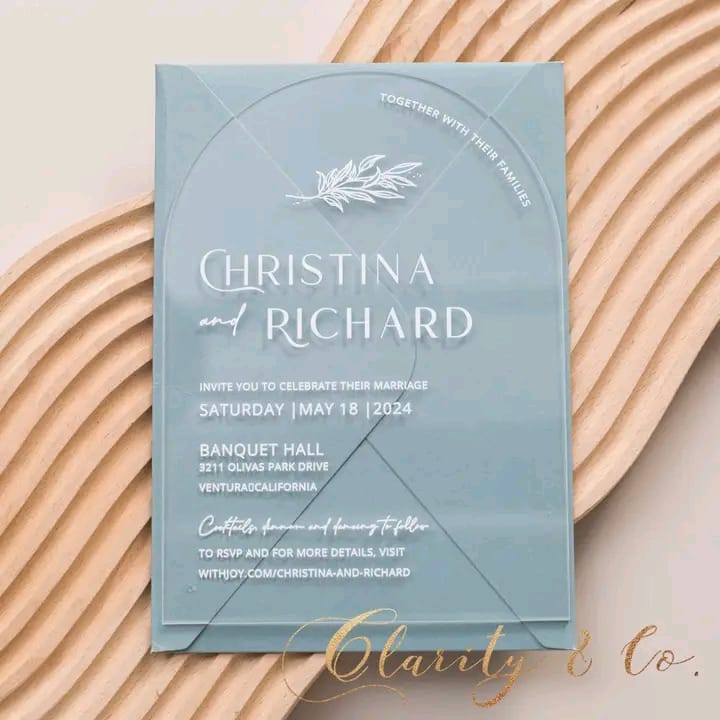 TOGETHER WITH THEIR FAMILIES
CHRISTINA
and RICHARD
INVITE YOU TO CELEBRATE THEIR MARRIAGE
SATURDAY |MAY 18 |2024
BANQUET HALL
3211 OLIVAS PARK DRIVE
VENTURA▯CALIFORNIA
Cocktails, dinner and dancing to follow
TO RSVP AND FOR MORE DETAILS, VISIT
WITHJOY.COM/CHRISTINA-AND-RICHARD
Clarity & Co.